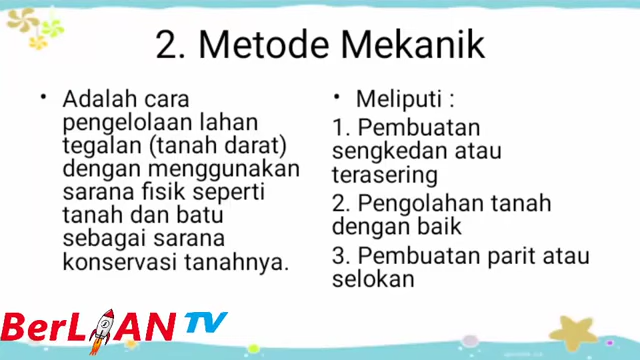 2. Metode Mekanik
• Adalah cara
pengelolaan lahan
tegalan (tanah darat)
dengan menggunakan
sarana fisik seperti
tanah dan batu
sebagai sarana
konservasi tanahnya.
• Meliputi :
1. Pembuatan
sengkedan atau
terasering
2. Pengolahan tanah
dengan baik
3. Pembuatan parit atau
selokan
BerLIAN TV